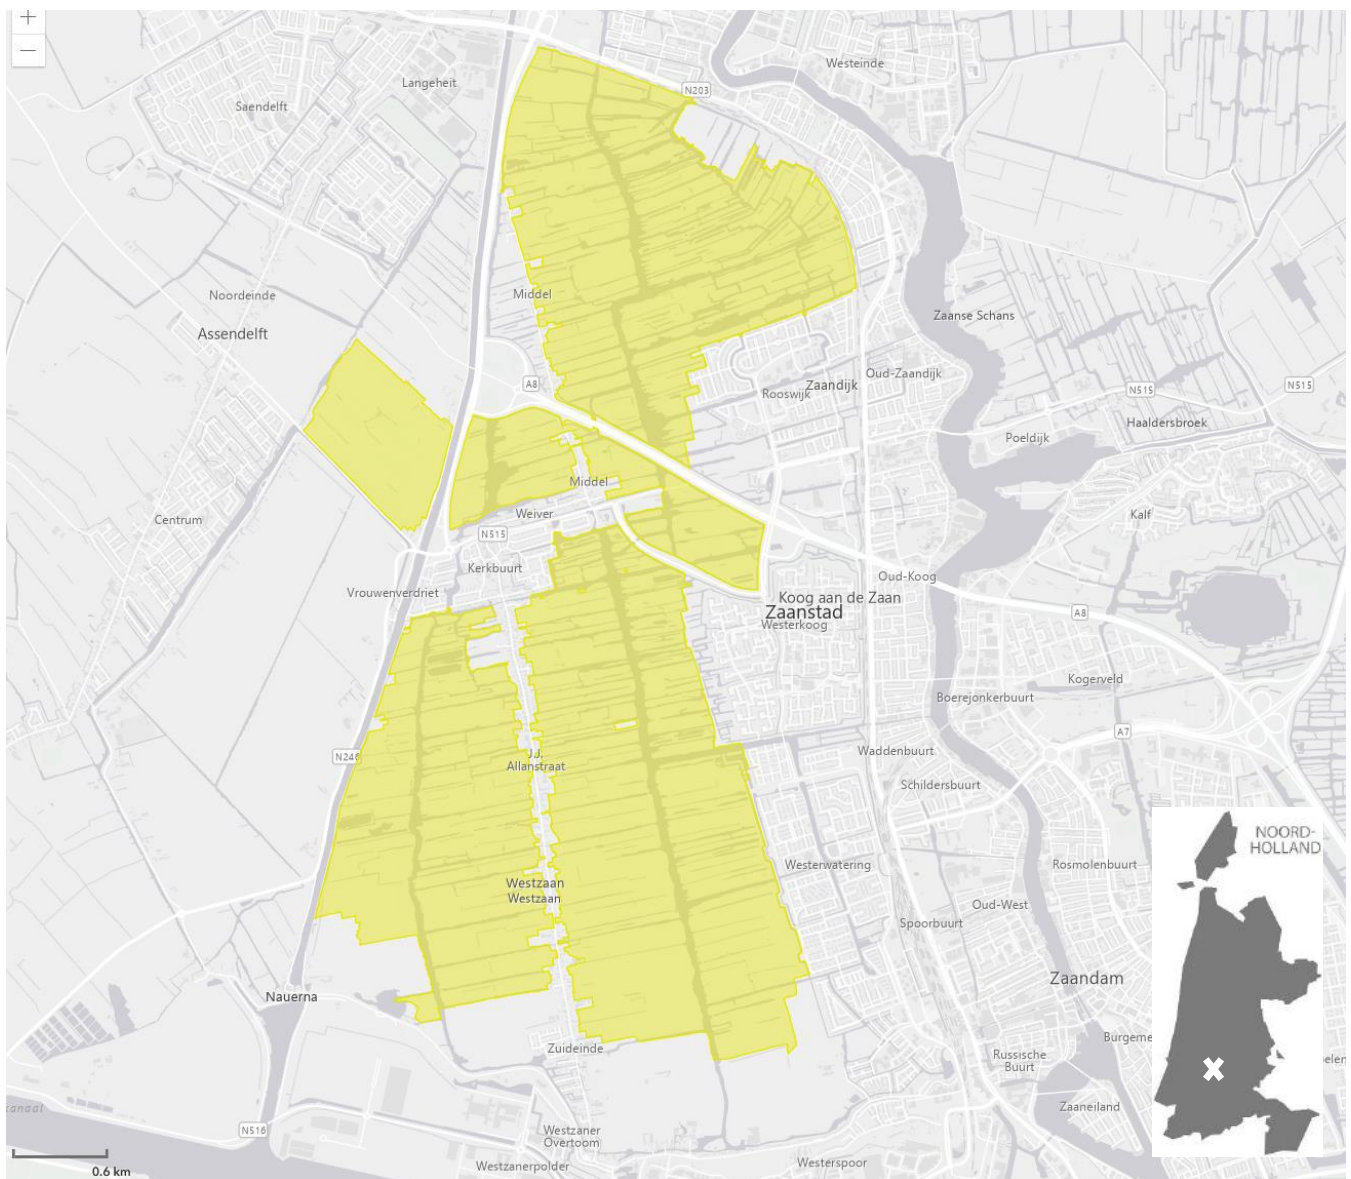 +
−
Westeinde
Langeheit
N203
Saendelft
Noordeinde
Middel
Zaanse Schans
Assendelft
Oud-Zaandijk
A8
Rooswijk
Zaandijk
N515
N515
Haaldersbroek
Poeldijk
Middel
Centrum
Weiver
Kalf
N515
Kerkbuurt
Oud-Koog
Vrouwenverdriet
Koog aan de Zaan
Zaanstad
A8
Westerkoog
Kogerveld
Boerejonkerbuurt
A7
N246
J.J.
Allanstraat
Waddenbuurt
Schildersbuurt
NOORD-
HOLLAND
Westerwatering
Rosmolenbuurt
Westzaan
Westzaan
Oud-West
Spoorbuurt
Zaandam
Nauerna
Burgeme
Zuideinde
Russische
Buurt
elen
Zaaneiland
kanaal
N516
Westzaner
Overtoom
Westzanerpolder
Westerspoor
0.6 km